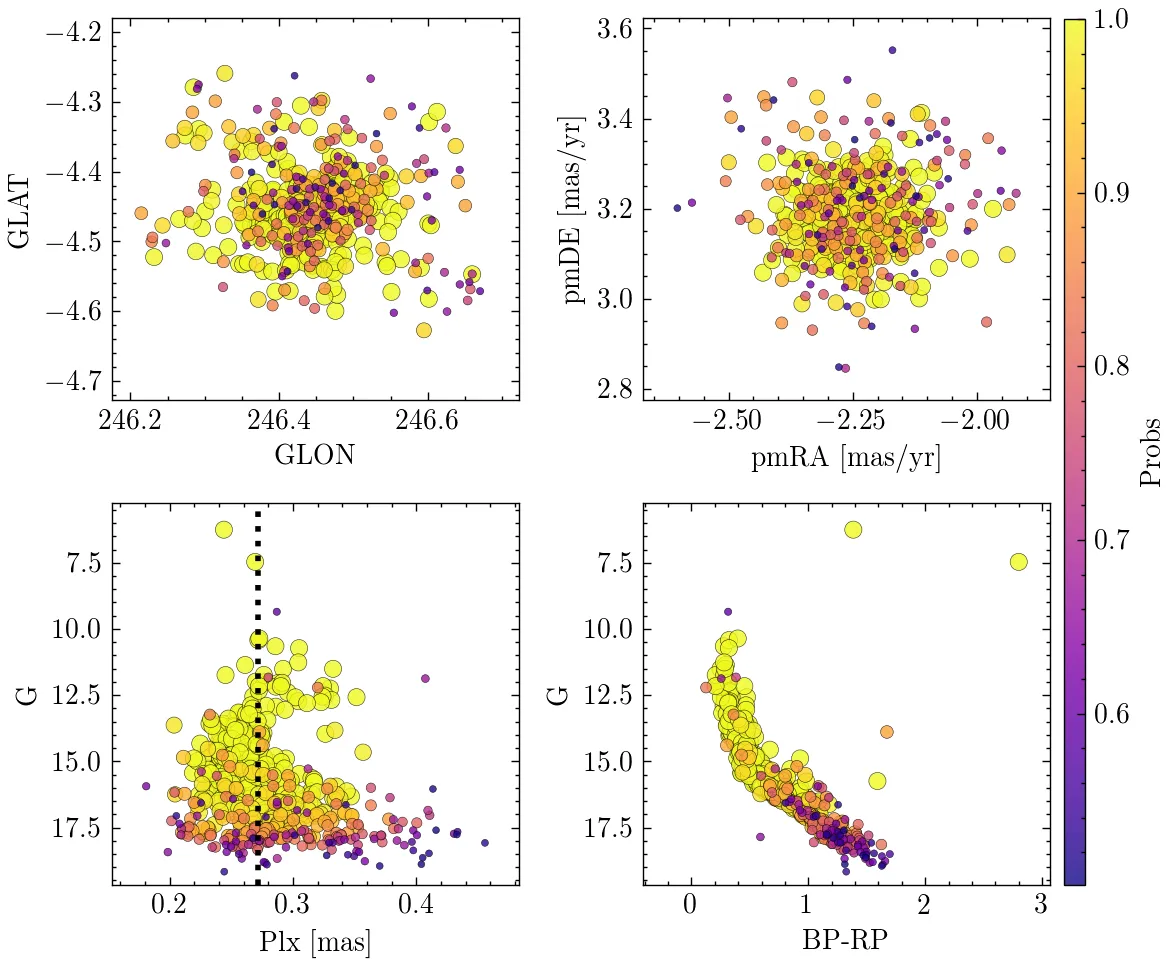 −4.2
−4.3
−4.4
−4.5
−4.6
−4.7
GLAT
246.2 246.4 246.6
GLON
3.6
3.4
3.2
3.0
2.8
pmDE [mas/yr]
−2.50 −2.25 −2.00
pmRA [mas/yr]
7.5
10.0
12.5
15.0
17.5
G
0.2 0.3 0.4
Plx [mas]
7.5
10.0
12.5
15.0
17.5
G
0 1 2 3
BP-RP
1.0
0.9
0.8
0.7
0.6
Probs